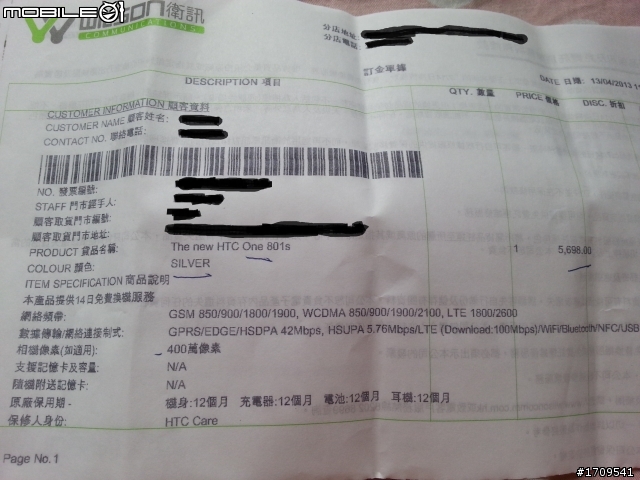 mobile01
Wilson 衛訊
COMMUNICATIONS
分店地址:
分店電話:
訂金單據
DATE 日期: 13/04/2013
DESCRIPTION 項目
QTY. 數量
PRICE 價格
DISC. 折扣
CUSTOMER INFORMATION 顧客資料
CUSTOMER NAME 顧客姓名:
CONTACT NO. 聯絡電話:
NO. 發票編號:
STAFF 門市經手人:
顧客取貨門市編號:
顧客取貨門市地址:
PRODUCT 貨品名稱: The new HTC One 801s 1 5,698.00
COLOUR 顏色: SILVER
ITEM SPECIFICATION 商品說明
本產品提供14日免費換機服務
網絡頻帶: GSM 850/900/1800/1900, WCDMA 850/900/1900/2100, LTE 1800/2600
數據傳輸/網絡連接制式: GPRS/EDGE/HSDPA 42Mbps, HSUPA 5.76Mbps/LTE (Download:100Mbps)/WiFi/Bluetooth/NFC/USB
相機像素(如適用): 400萬像素
支援記憶卡及容量: N/A
隨機附送記憶卡: N/A
原廠保用期 - 機身:12個月 充電器:12個月 電池:12個月 耳機:12個月
保修人身份: HTC Care
Page No.1
#1709541